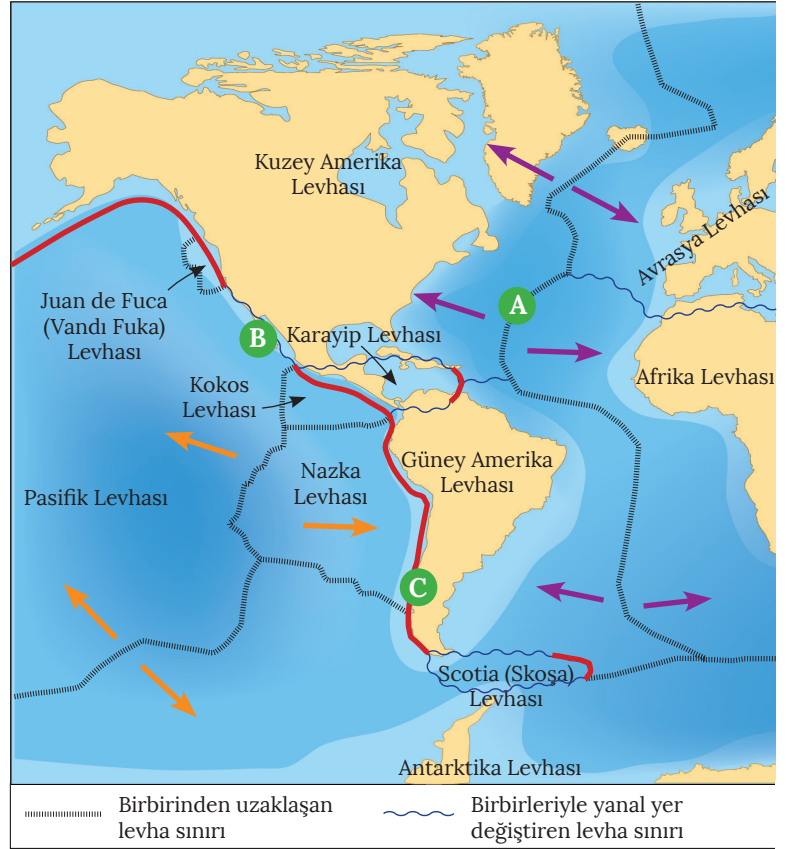 Kuzey Amerika
Levhası
Avrasya Levhası
Juan de Fuca
(Vandı Fuka)
Levhası
A
B
Karayip Levhası
Kokos
Levhası
Afrika Levhası
Pasifik Levhası
Nazka
Levhası
Güney Amerika
Levhası
C
Scotia (Skoşa)
Levhası
Antarktika Levhası
Birbirinden uzaklaşan
levha sınırı
Birbirleriyle yanal yer
değiştiren levha sınırı